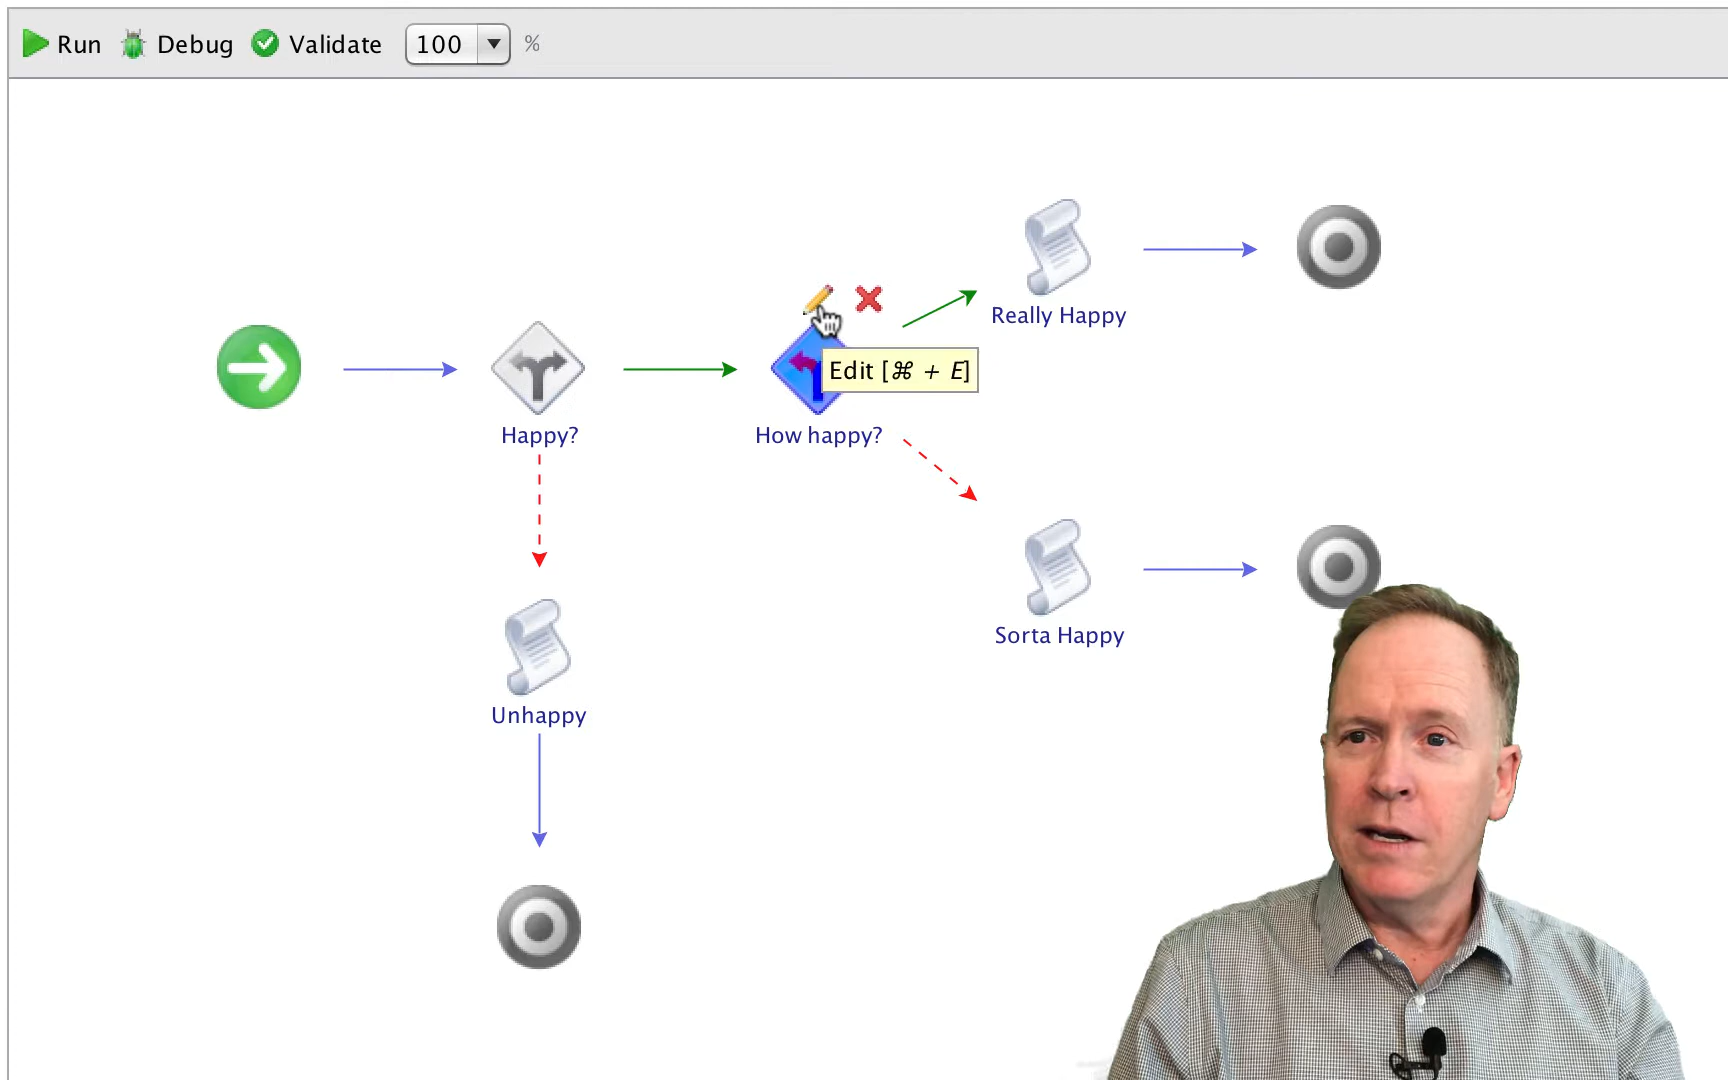 Run Debug Validate 100 %
Really Happy
Edit [⌘ + E]
Happy?
How happy?
Sorta Happy
Unhappy